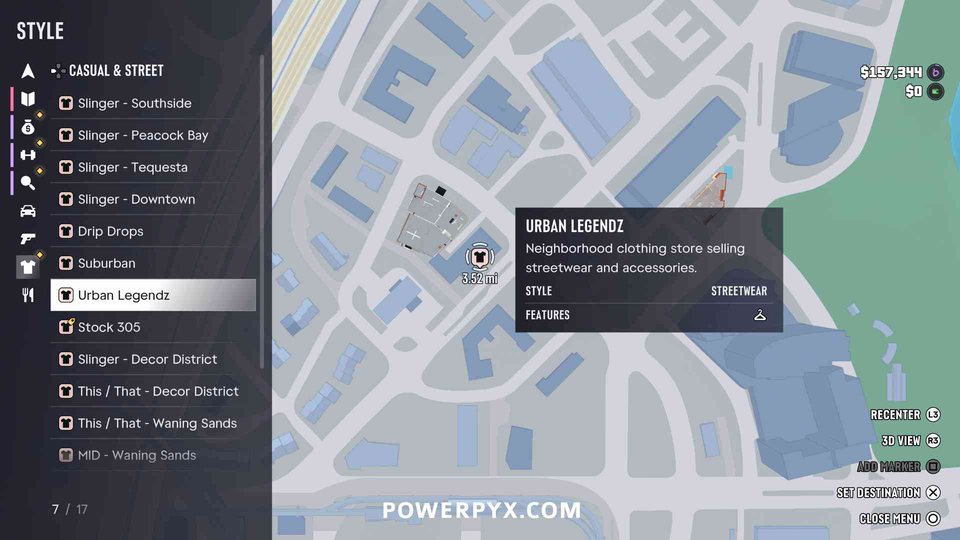 STYLE
CASUAL & STREET
Slinger - Southside
Slinger - Peacock Bay
Slinger - Tequesta
Slinger - Downtown
Drip Drops
Suburban
Urban Legendz
Stock 305
Slinger - Decor District
This / That - Decor District
This / That - Waning Sands
MID - Waning Sands
7 / 17
$157,344
$0
3.52 mi
URBAN LEGENDZ
Neighborhood clothing store selling
streetwear and accessories.
STYLE STREETWEAR
FEATURES
RECENTER L3
3D VIEW R3
ADD MARKER
SET DESTINATION
CLOSE MENU
POWERPYX.COM